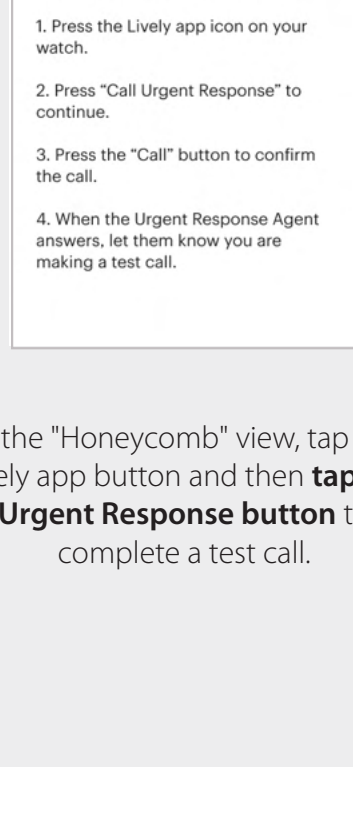 1. Press the Lively app icon on your
watch.
2. Press “Call Urgent Response” to
continue.
3. Press the “Call” button to confirm
the call.
4. When the Urgent Response Agent
answers, let them know you are
making a test call.
the "Honeycomb" view, tap
ely app button and then tap
Urgent Response button t
complete a test call.